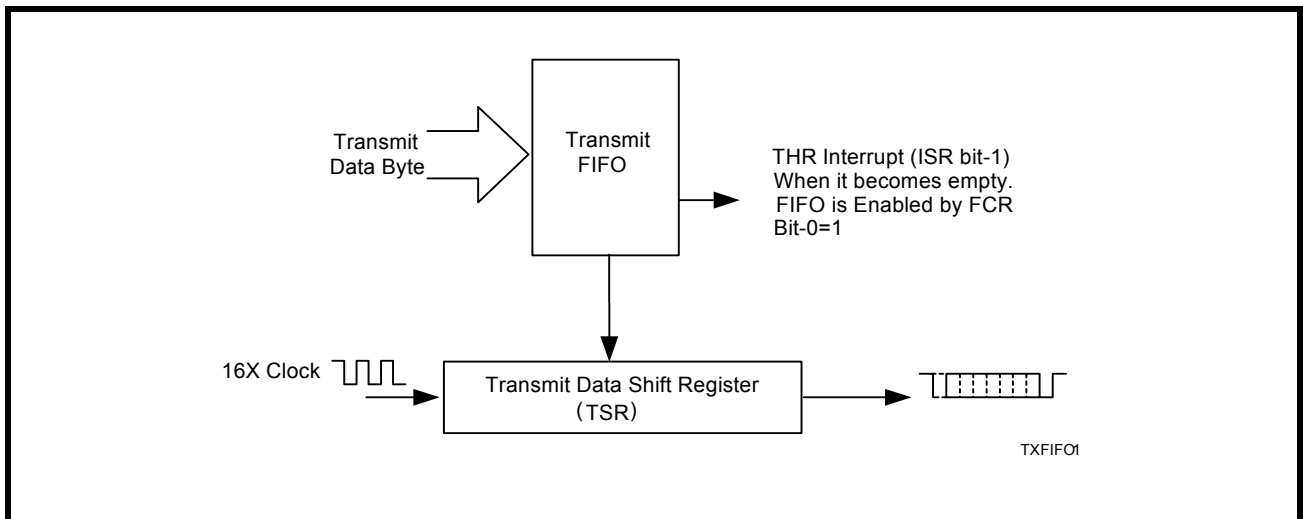 Transmit
Data Byte
Transmit
FIFO
THR Interrupt (ISR bit-1)
When it becomes empty.
FIFO is Enabled by FCR
Bit-0=1
16X Clock
Transmit Data Shift Register
(TSR)
TXFIFO1